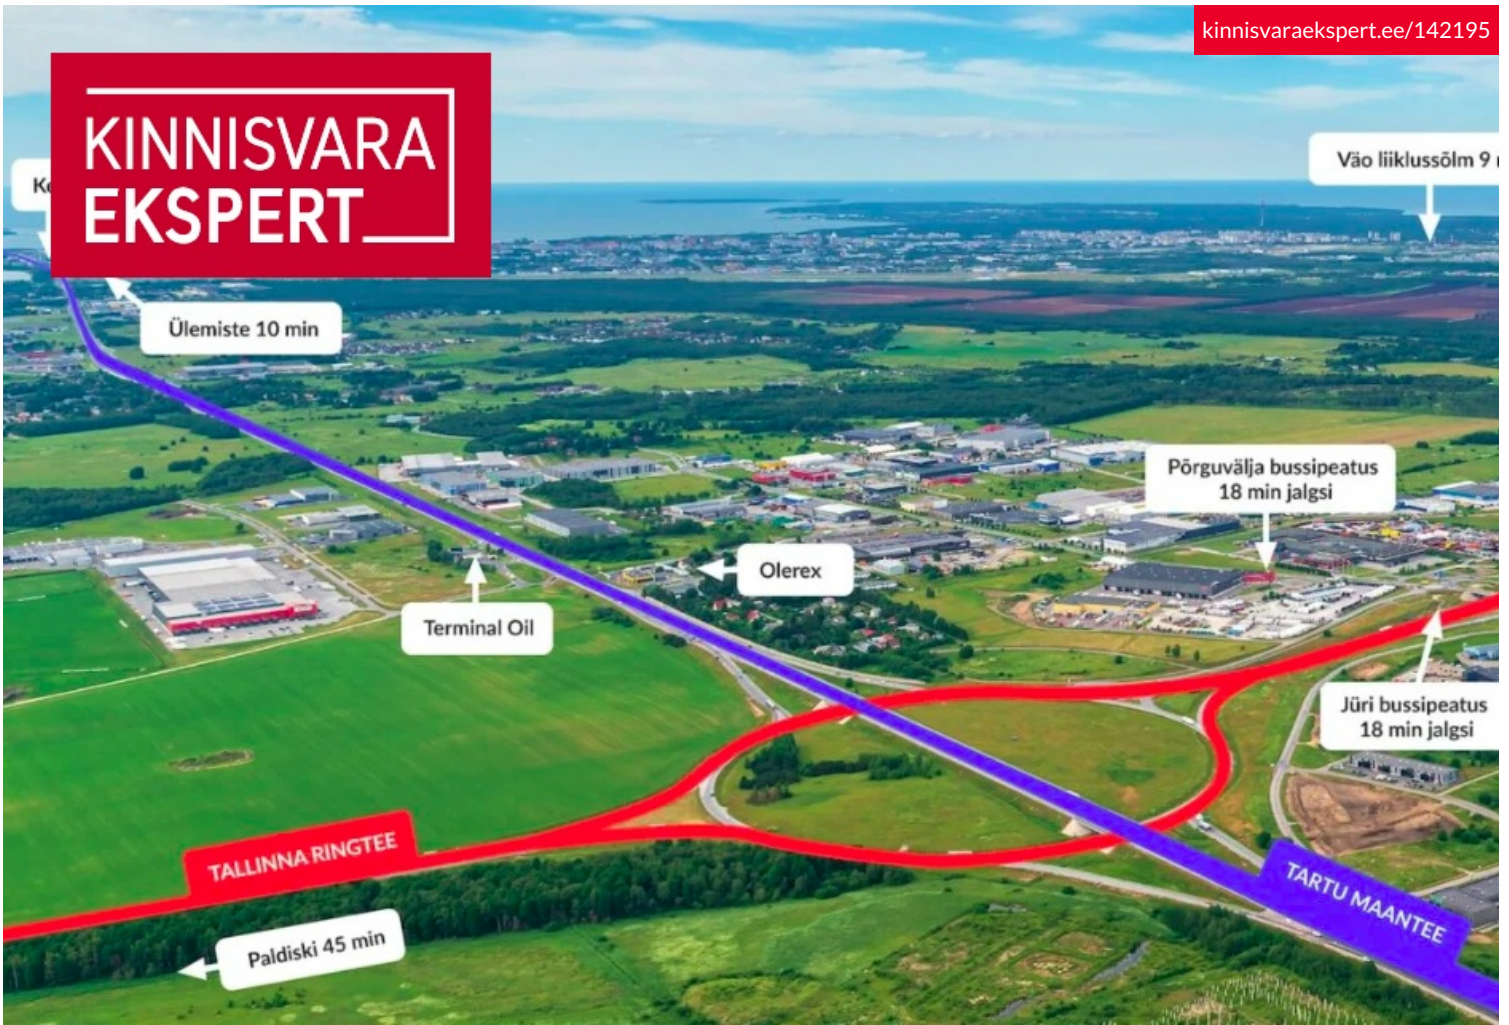 kinnisvaraekspert.ee/142195
KINNISVARA
EKSPERT
Väo liiklussõlm 9
Ülemiste 10 min
Põrguvälja bussipeatus
18 min jalgsi
Olerex
Terminal Oil
Jüri bussipeatus
18 min jalgsi
TALLINNA RINGTEE
TARTU MAANTEE
Paldiski 45 min